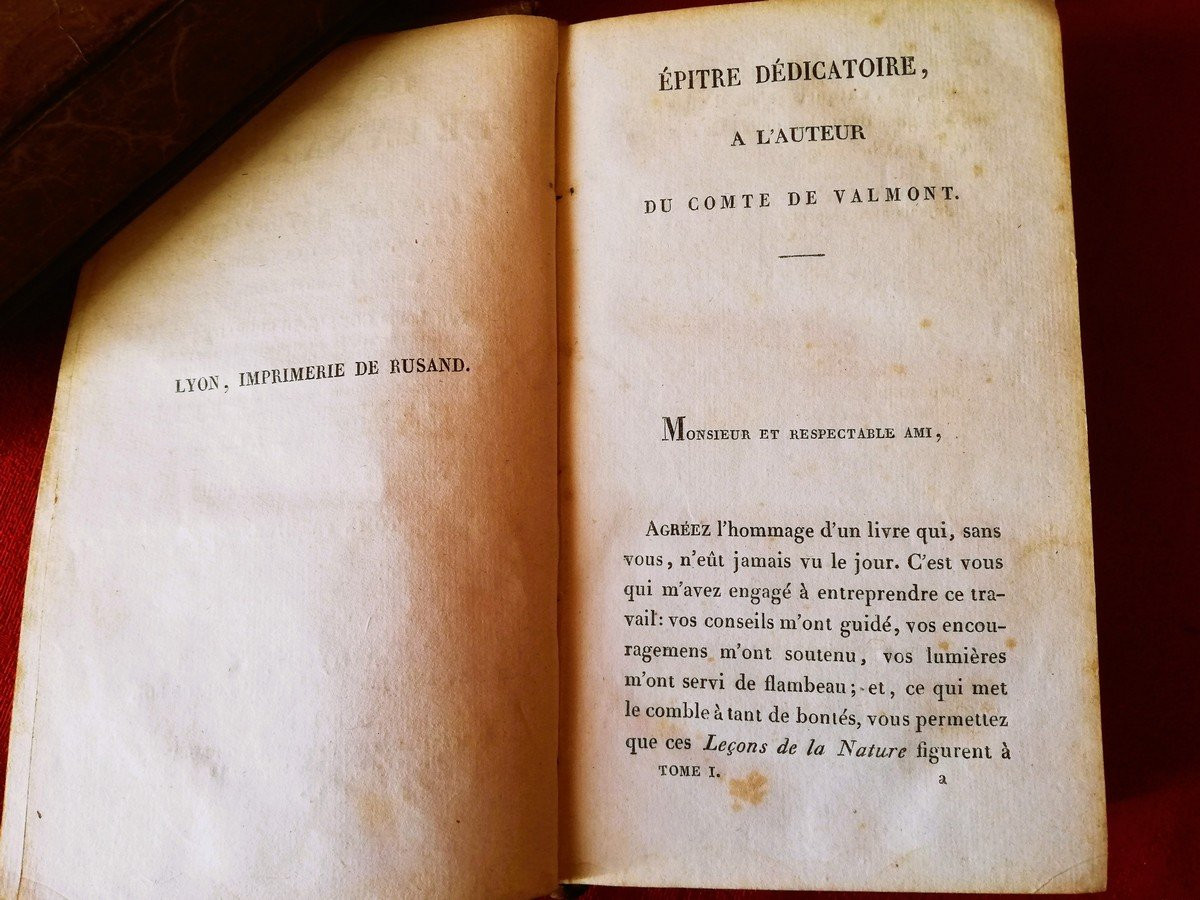 LYON, IMPRIMERIE DE RUSAND.
ÉPITRE DÉDICATOIRE,
A L'AUTEUR
DU COMTE DE VALMONT.
MONSIEUR ET RESPECTABLE AMI,
AGRÉEZ l'hommage d'un livre qui, sans
vous, n'eût jamais vu le jour. C'est vous
qui m'avez engagé à entreprendre ce tra-
vail: vos conseils m'ont guidé, vos encou-
ragemens m'ont soutenu, vos lumières
m'ont servi de flambeau; et, ce qui met
le comble à tant de bontés, vous permettez
que ces Leçons de la Nature figurent à
TOME I. a